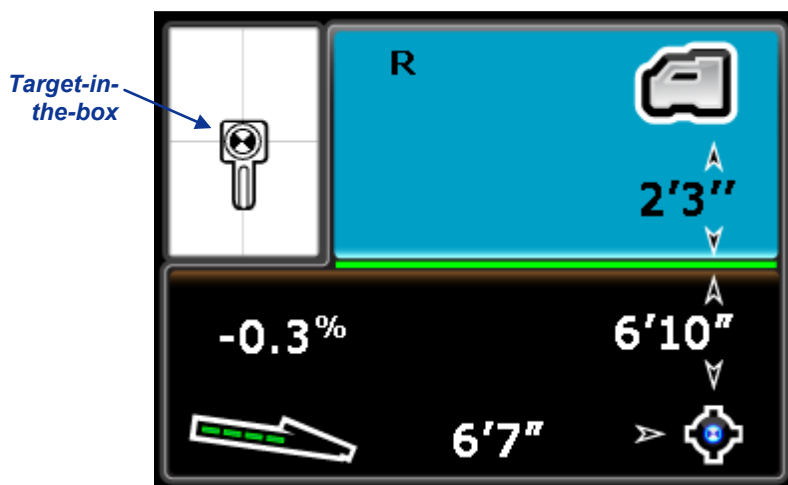 Target-in-
the-box
R
2'3''
-0.3%
6'10"
6'7"